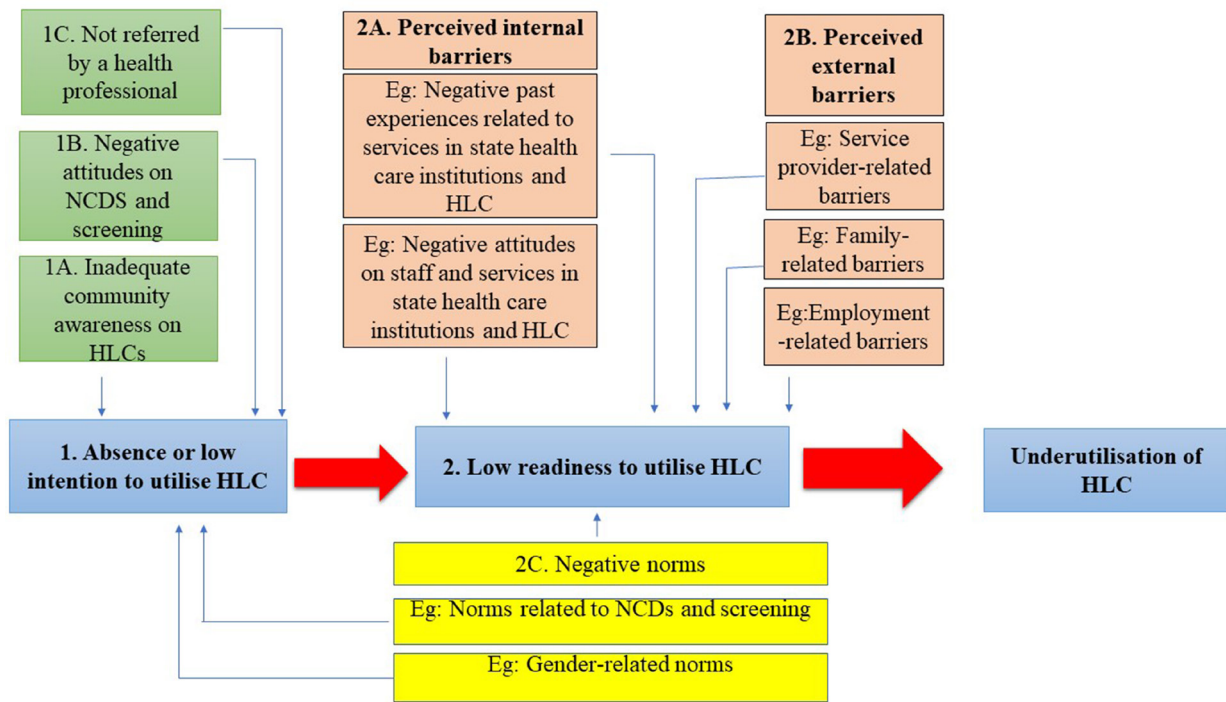 1C. Not referred
by a health
professional
1B. Negative
attitudes on
NCDS and
screening
1A. Inadequate
community
awareness on
HLCs
2A. Perceived internal
barriers
Eg: Negative past
experiences related to
services in state health
care institutions and
HLC
Eg: Negative attitudes
on staff and services in
state health care
institutions and HLC
2B. Perceived
external
barriers
Eg: Service
provider-related
barriers
Eg: Family-
related barriers
Eg:Employment
-related barriers
1. Absence or low
intention to utilise HLC
2. Low readiness to utilise HLC
Underutilisation of
HLC
2C. Negative norms
Eg: Norms related to NCDs and screening
Eg: Gender-related norms